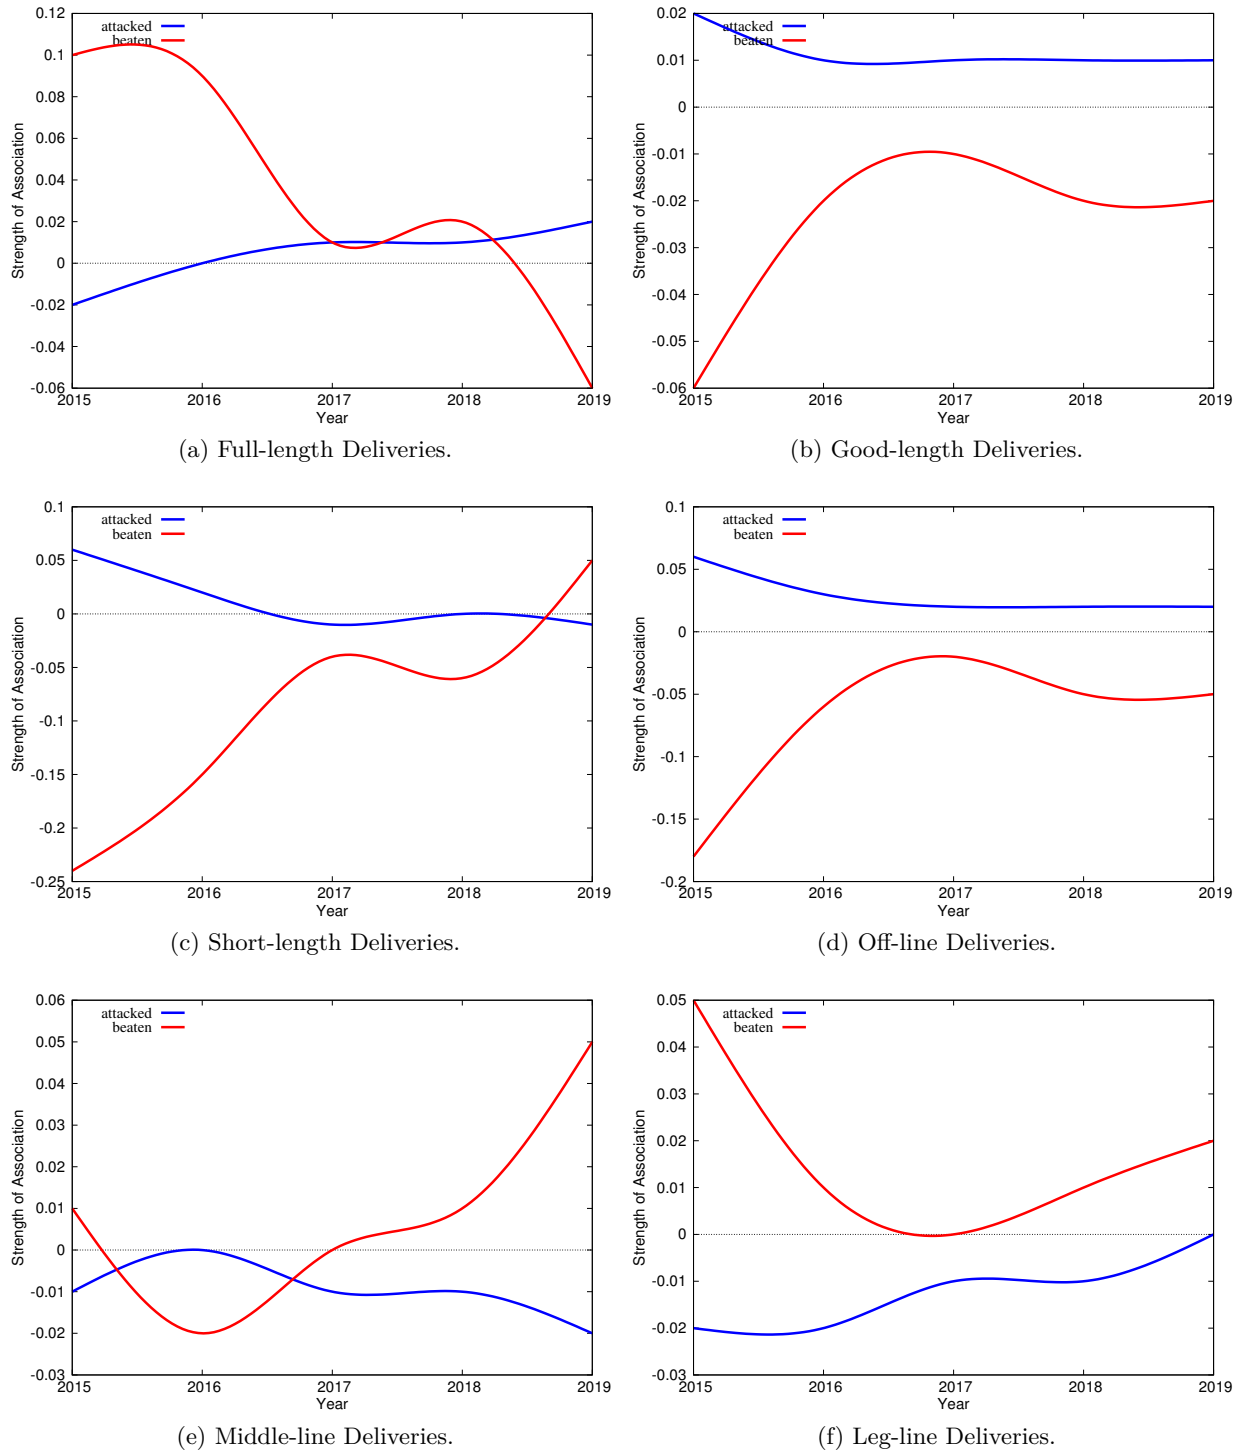 0.12
0.1
0.08
0.06
0.04
0.02
0
-0.02
-0.04
-0.06
Strength of Association
attacked
beaten
2015 2016 2017 2018 2019
Year
(a) Full-length Deliveries.
0.02
0.01
0
-0.01
-0.02
-0.03
-0.04
-0.05
-0.06
Strength of Association
attacked
beaten
2015 2016 2017 2018 2019
Year
(b) Good-length Deliveries.
0.1
0.05
0
-0.05
-0.1
-0.15
-0.2
-0.25
Strength of Association
attacked
beaten
2015 2016 2017 2018 2019
Year
(c) Short-length Deliveries.
0.1
0.05
0
-0.05
-0.1
-0.15
-0.2
Strength of Association
attacked
beaten
2015 2016 2017 2018 2019
Year
(d) Off-line Deliveries.
0.06
0.05
0.04
0.03
0.02
0.01
0
-0.01
-0.02
-0.03
Strength of Association
attacked
beaten
2015 2016 2017 2018 2019
Year
(e) Middle-line Deliveries.
0.05
0.04
0.03
0.02
0.01
0
-0.01
-0.02
-0.03
Strength of Association
attacked
beaten
2015 2016 2017 2018 2019
Year
(f) Leg-line Deliveries.